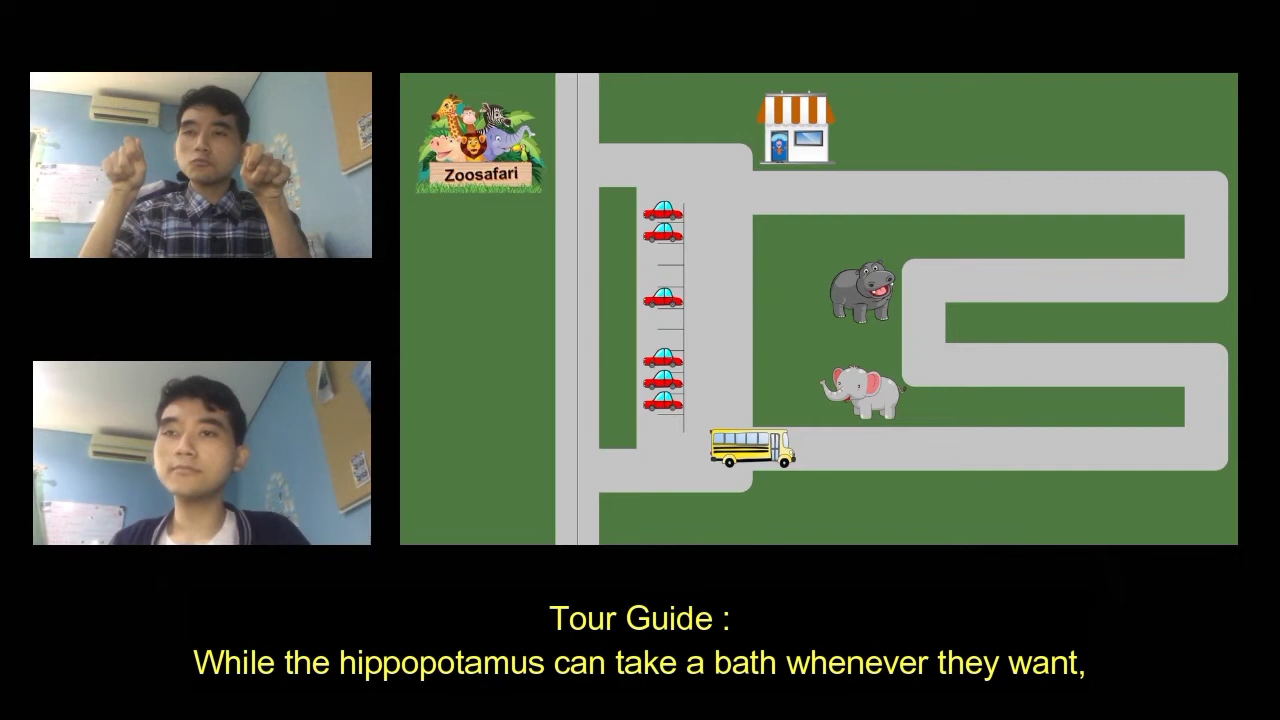 Zoosafari
Tour Guide :
While the hippopotamus can take a bath whenever they want,